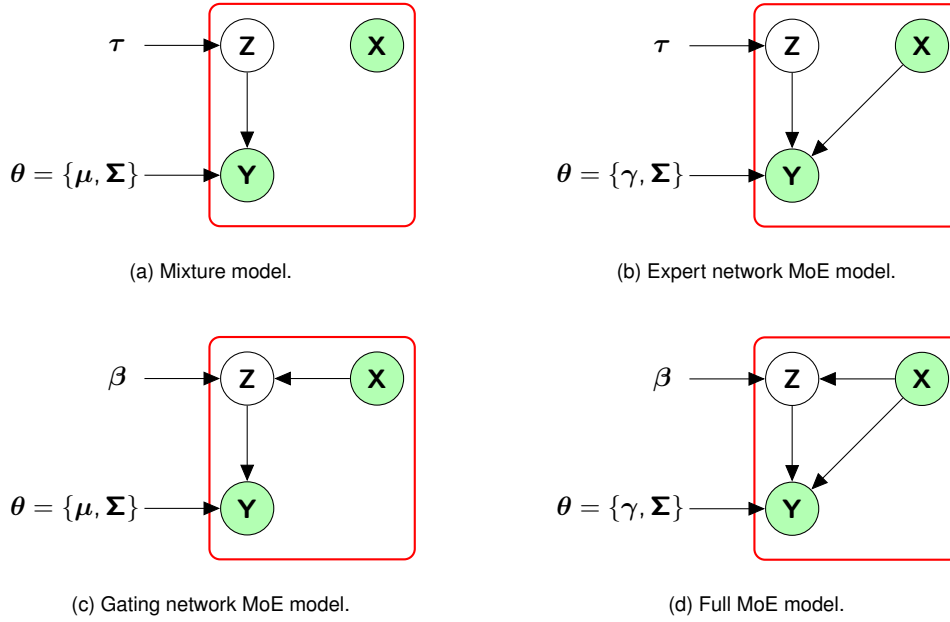 τ Z X
θ = {μ, Σ} Y
(a) Mixture model.
τ Z X
θ = {γ, Σ} Y
(b) Expert network MoE model.
β Z X
θ = {μ, Σ} Y
(c) Gating network MoE model.
β Z X
θ = {γ, Σ} Y
(d) Full MoE model.